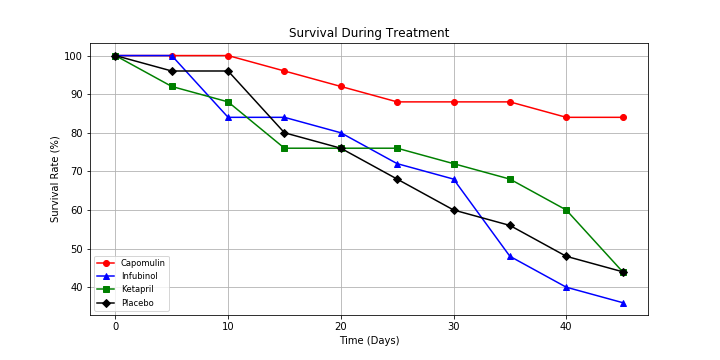 Survival During Treatment
Survival Rate (%)
100
90
80
70
60
50
40
Capomulin
Infubinol
Ketapril
Placebo
0
10
20
30
40
Time (Days)